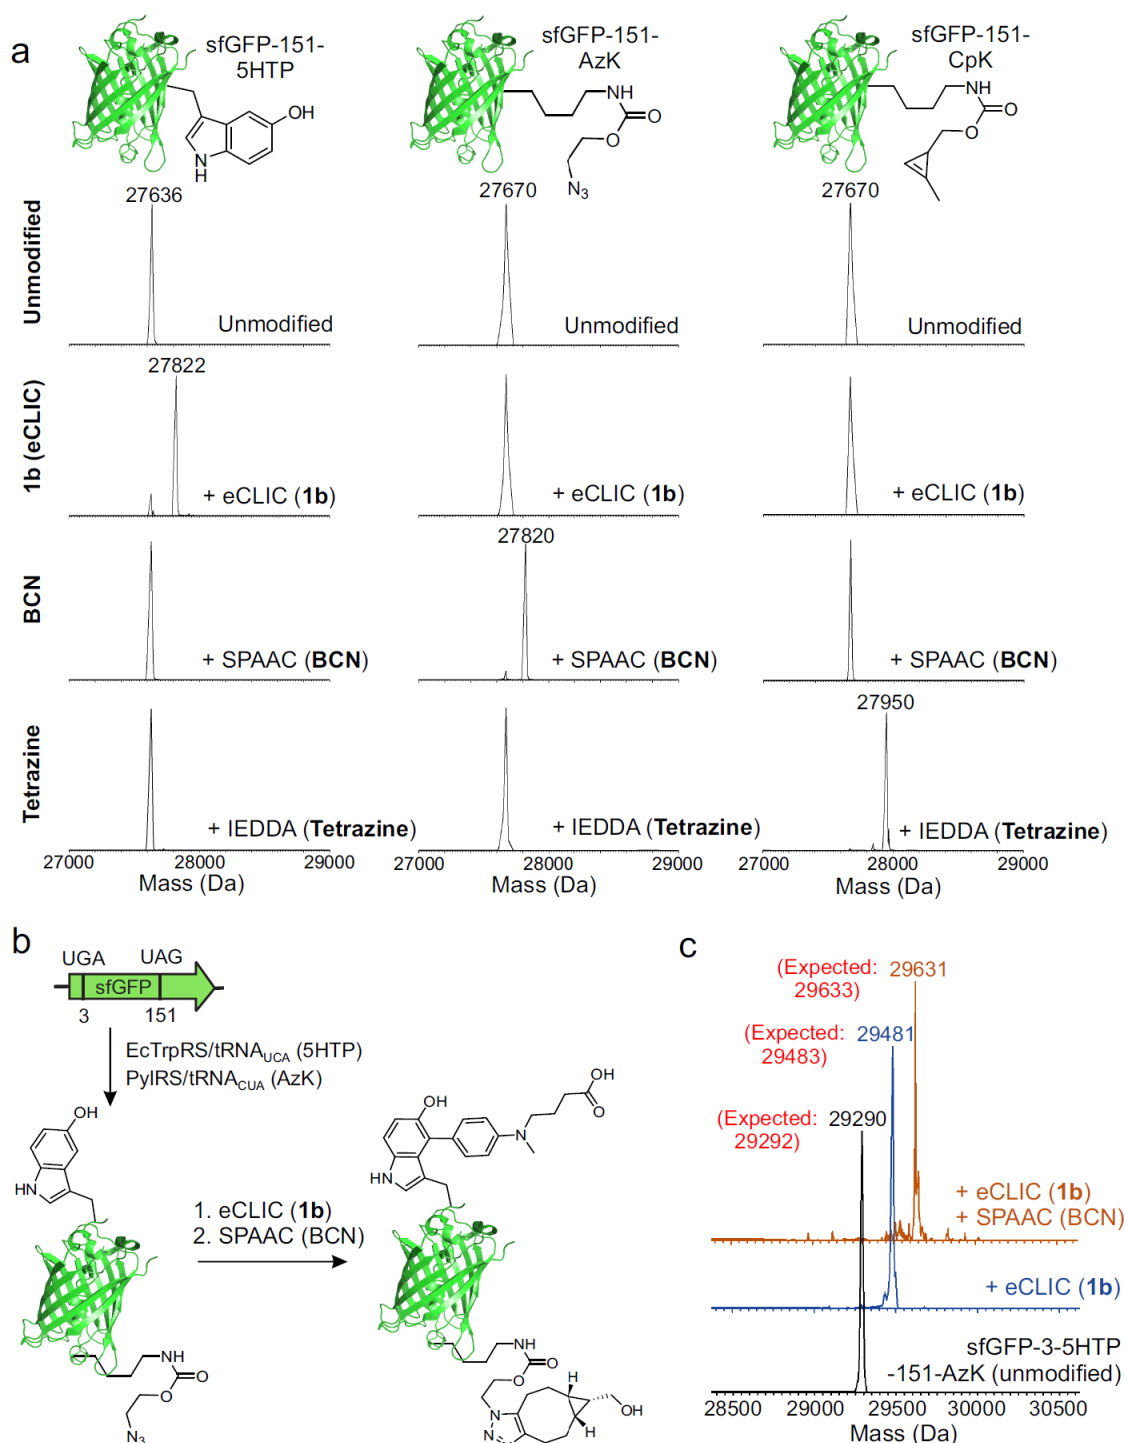 a
sfGFP-151-
5HTP
sfGFP-151-
AzK
sfGFP-151-
CpK
OH
N
H
NH
O
O
N3
NH
O
O
Unmodified
27636
27670
27670
Unmodified
Unmodified
Unmodified
1b (eCLIC)
27822
+ eCLIC (1b)
+ eCLIC (1b)
+ eCLIC (1b)
BCN
27820
+ SPAAC (BCN)
+ SPAAC (BCN)
+ SPAAC (BCN)
Tetrazine
27950
+ IEDDA (Tetrazine)
+ IEDDA (Tetrazine)
+ IEDDA (Tetrazine)
27000 28000 29000
27000 28000 29000
27000 28000 29000
Mass (Da)
Mass (Da)
Mass (Da)
b
UGA UAG
sfGFP
3 151
EcTrpRS/tRNAUCA (5HTP)
PylRS/tRNACUA (AzK)
OH
HN
1. eCLIC (1b)
2. SPAAC (BCN)
NH
O
O
N3
OH
O
OH
N
HN
NH
O
O
H
OH
N
H
N
N
c
(Expected:
29633)
29631
(Expected:
29483)
29481
(Expected:
29292)
29290
+ eCLIC (1b)
+ SPAAC (BCN)
+ eCLIC (1b)
sfGFP-3-5HTP
-151-AzK (unmodified)
28500 29000 29500 30000 30500
Mass (Da)